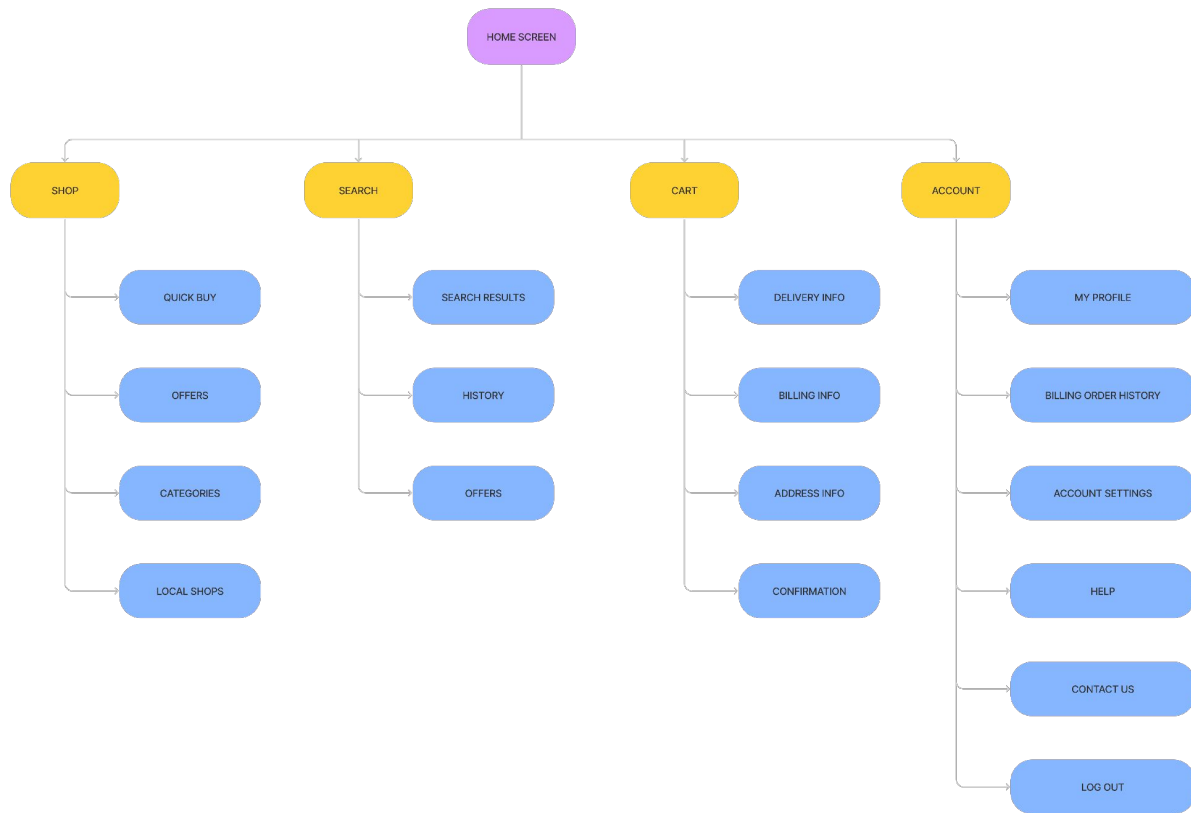 HOME SCREEN
SHOP
SEARCH
CART
ACCOUNT
QUICK BUY
SEARCH RESULTS
DELIVERY INFO
MY PROFILE
OFFERS
HISTORY
BILLING INFO
BILLING ORDER HISTORY
CATEGORIES
OFFERS
ADDRESS INFO
ACCOUNT SETTINGS
LOCAL SHOPS
CONFIRMATION
HELP
CONTACT US
LOG OUT